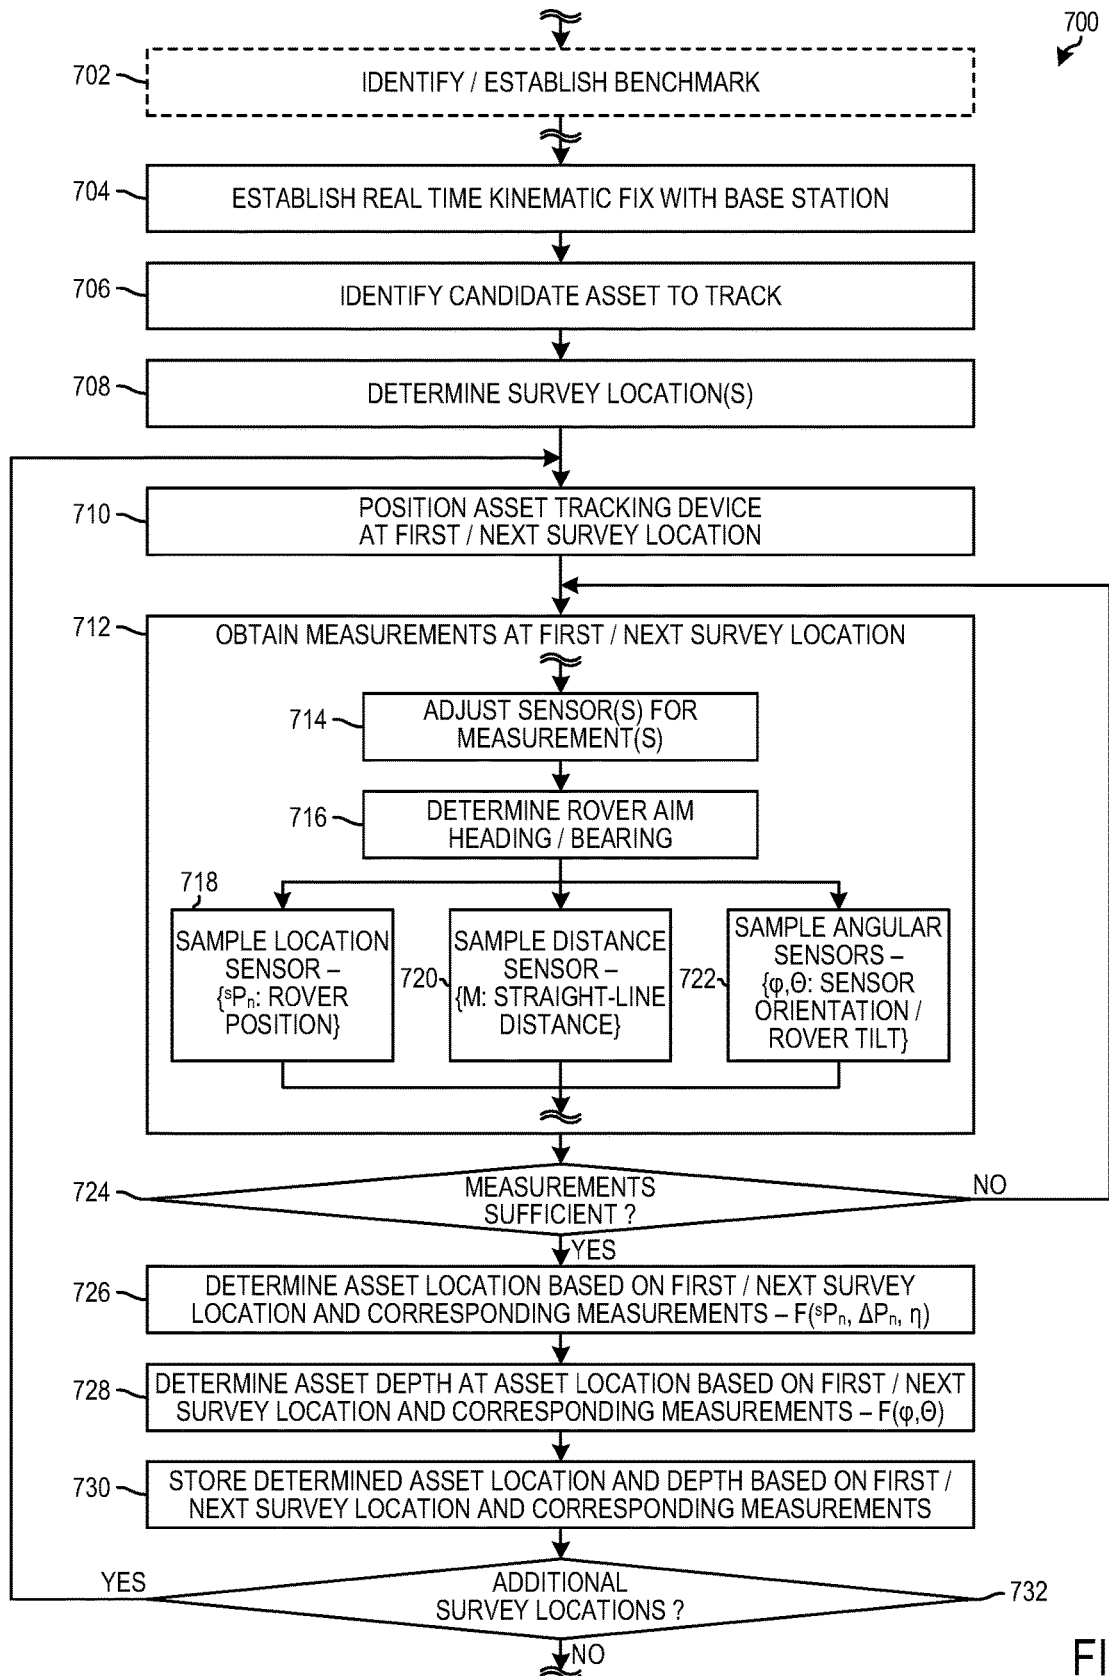 700
702
IDENTIFY / ESTABLISH BENCHMARK
704
ESTABLISH REAL TIME KINEMATIC FIX WITH BASE STATION
706
IDENTIFY CANDIDATE ASSET TO TRACK
708
DETERMINE SURVEY LOCATION(S)
710
POSITION ASSET TRACKING DEVICE
AT FIRST / NEXT SURVEY LOCATION
712
OBTAIN MEASUREMENTS AT FIRST / NEXT SURVEY LOCATION
714
ADJUST SENSOR(S) FOR
MEASUREMENT(S)
716
DETERMINE ROVER AIM
HEADING / BEARING
718
SAMPLE LOCATION
SENSOR –
{ˢPₙ: ROVER
POSITION}
720
SAMPLE DISTANCE
SENSOR –
{M: STRAIGHT-LINE
DISTANCE}
722
SAMPLE ANGULAR
SENSORS –
{φ,Θ: SENSOR
ORIENTATION /
ROVER TILT}
724
MEASUREMENTS
SUFFICIENT ?
NO
YES
726
DETERMINE ASSET LOCATION BASED ON FIRST / NEXT SURVEY
LOCATION AND CORRESPONDING MEASUREMENTS – F(ˢPₙ, ΔPₙ, η)
728
DETERMINE ASSET DEPTH AT ASSET LOCATION BASED ON FIRST / NEXT
SURVEY LOCATION AND CORRESPONDING MEASUREMENTS – F(φ,Θ)
730
STORE DETERMINED ASSET LOCATION AND DEPTH BASED ON FIRST /
NEXT SURVEY LOCATION AND CORRESPONDING MEASUREMENTS
YES
ADDITIONAL
SURVEY LOCATIONS ?
732
NO